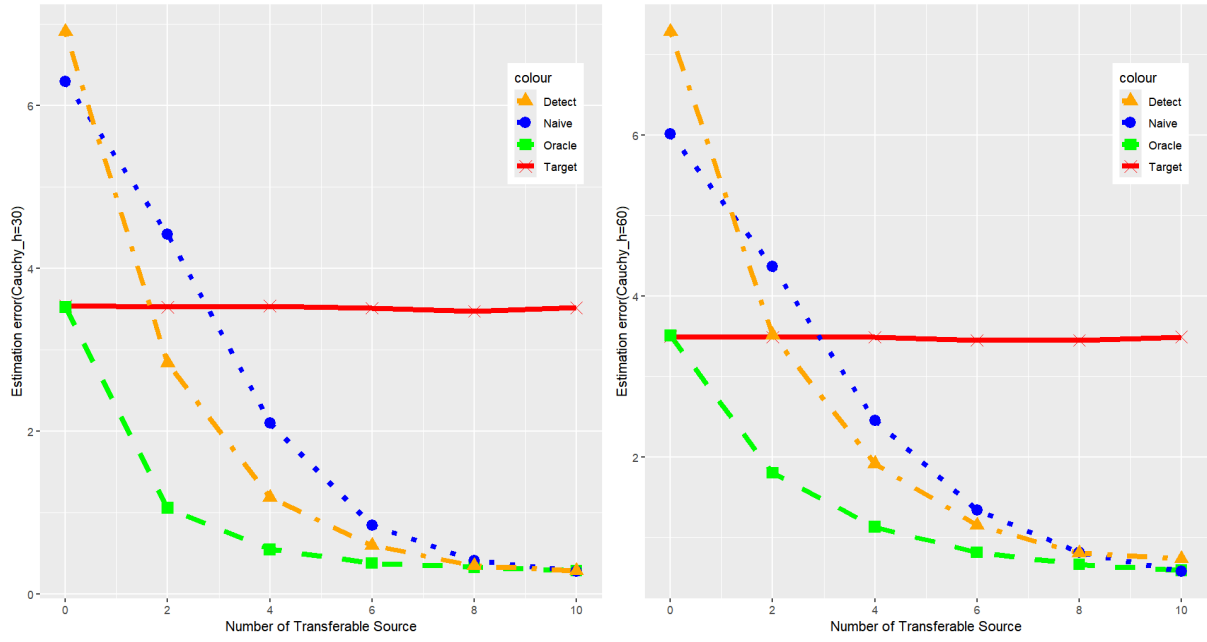 Estimation error(Cauchy_h=30)
6
4
2
0
0
2
4
6
8
10
Number of Transferable Source
colour
Detect
Naive
Oracle
Target
Estimation error(Cauchy_h=60)
6
4
2
0
2
4
6
8
10
Number of Transferable Source
colour
Detect
Naive
Oracle
Target